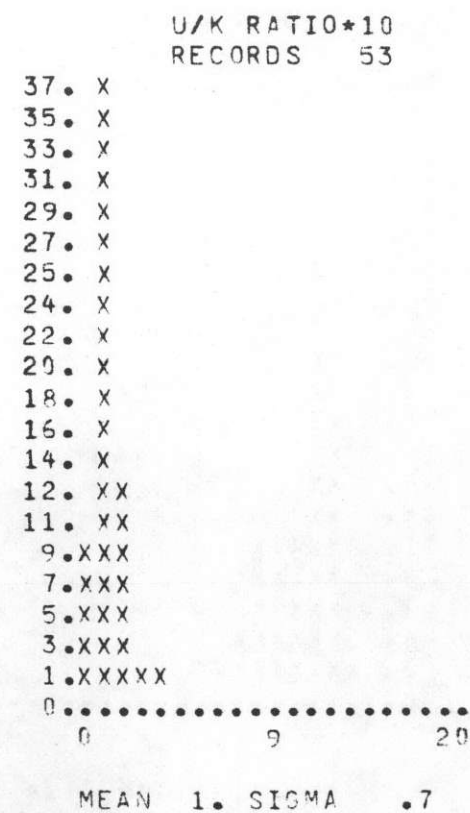 U/K RATIO*10
RECORDS 53
37. X
35. X
33. X
31. X
29. X
27. X
25. X
24. X
22. X
20. X
18. X
16. X
14. X
12. XX
11. XX
9.XXX
7.XXX
5.XXX
3.XXX
1.XXXXX
0......................
0 9 20
MEAN 1. SIGMA .7